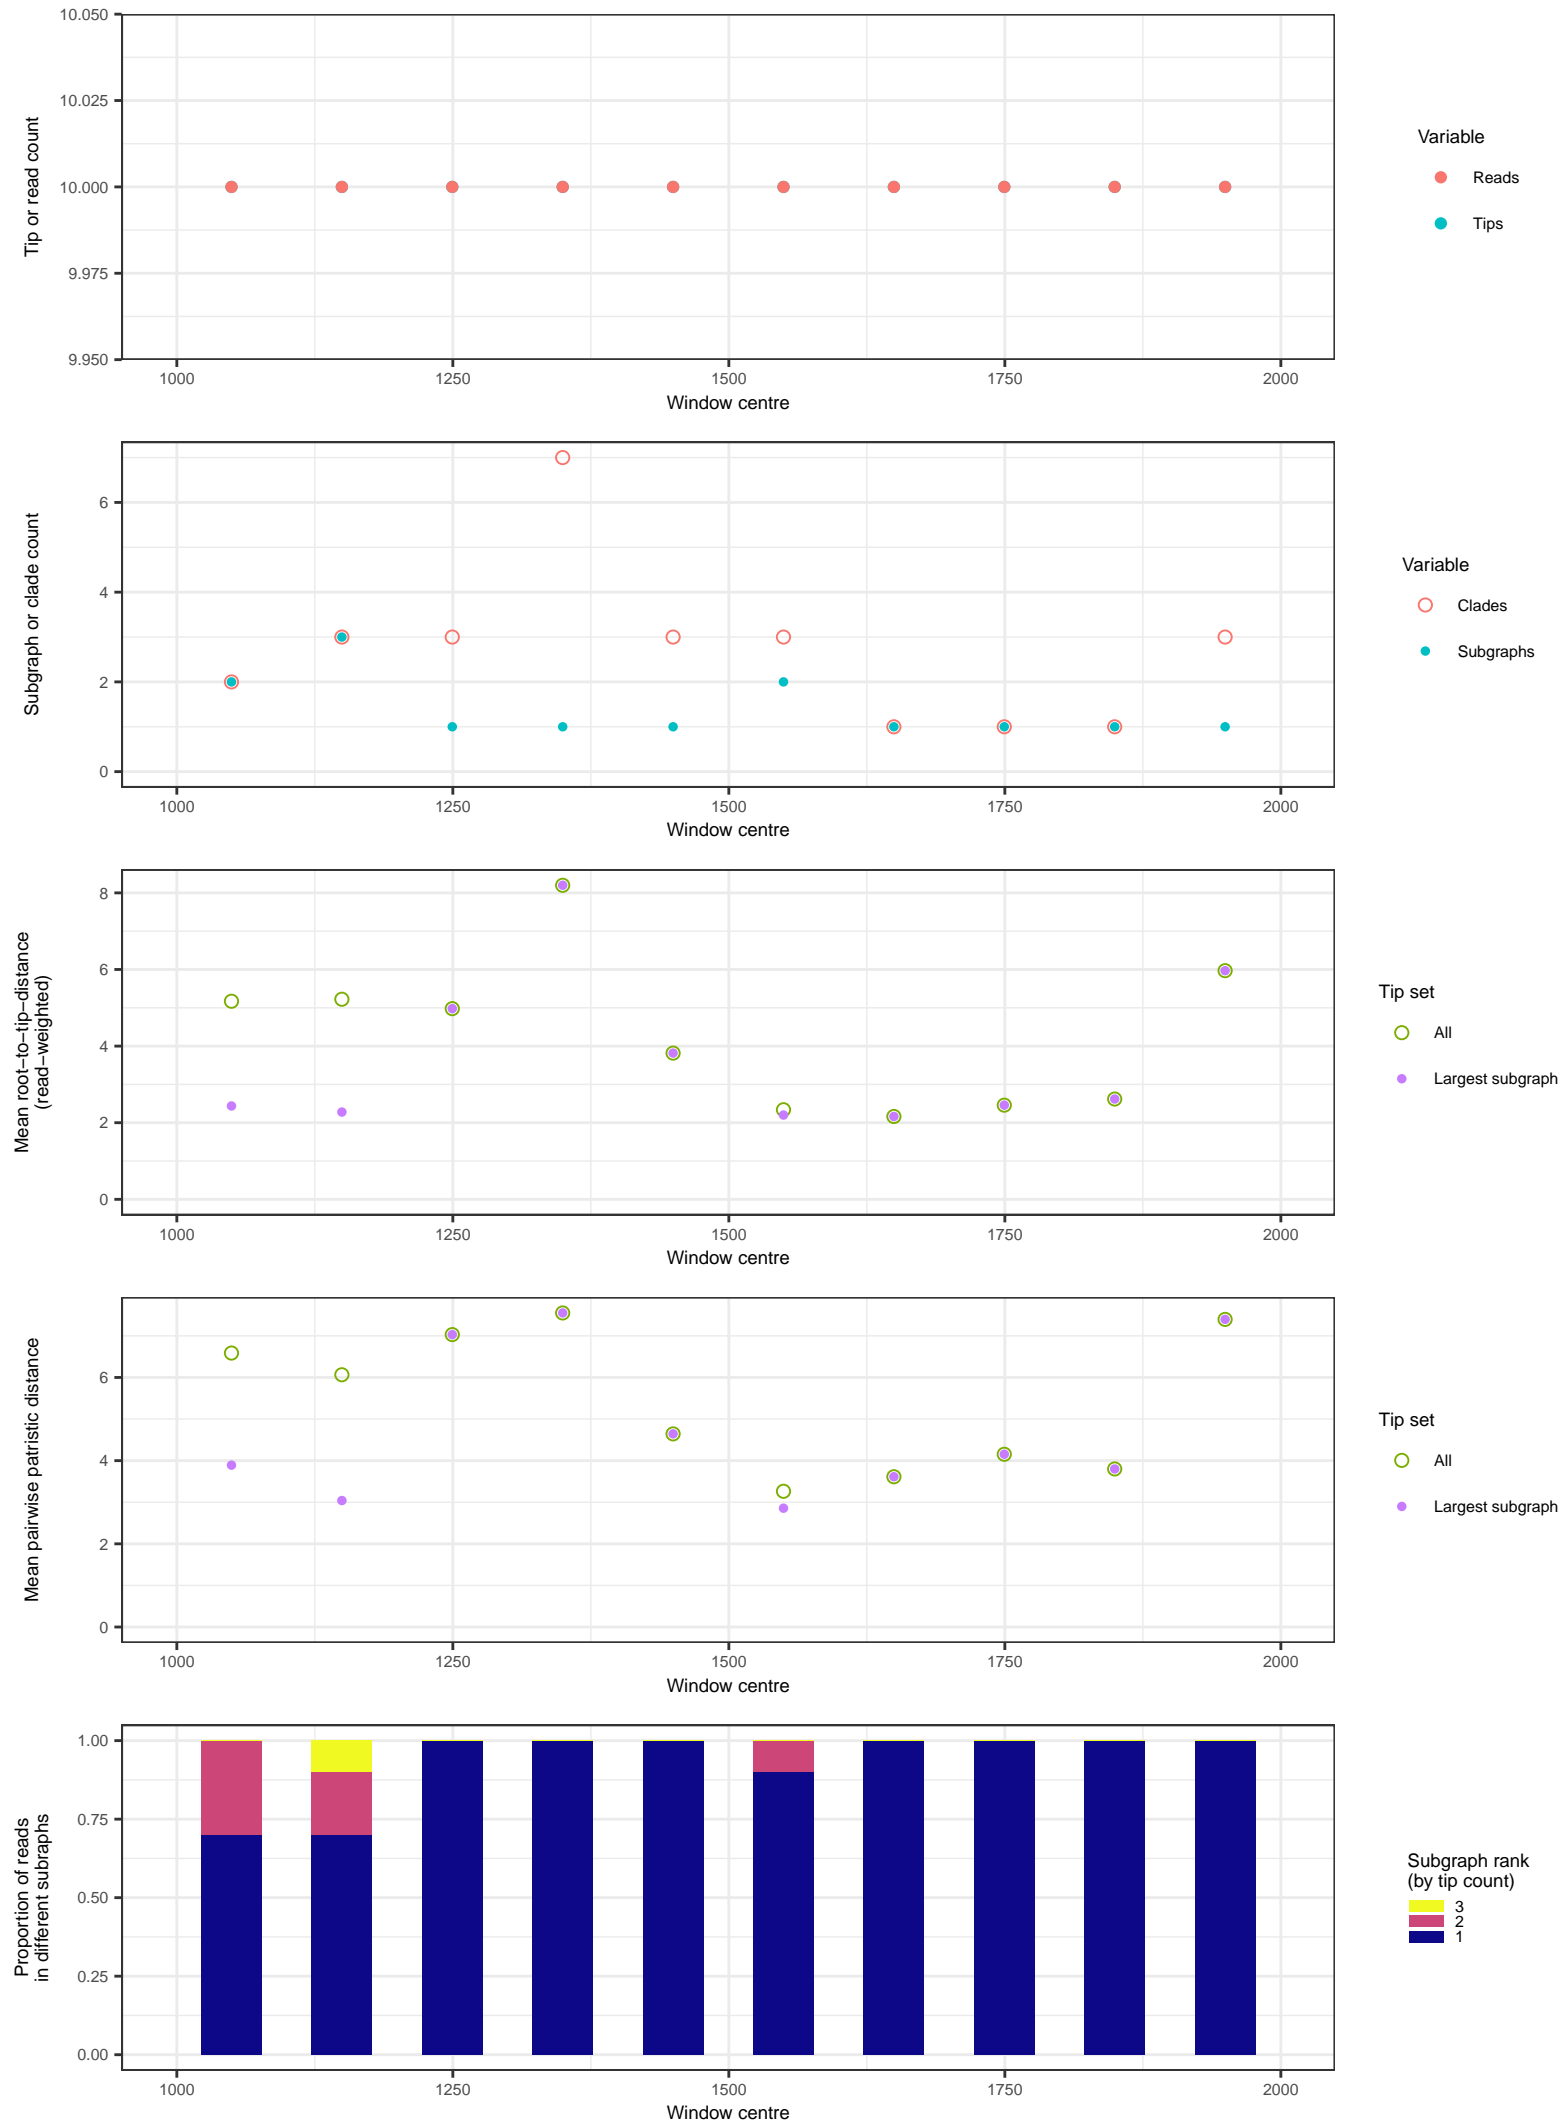 10.050
10.025
10.000
9.975
9.950
Tip or read count
1000 1250 1500 1750 2000
Window centre
Variable
Reads
Tips
6
4
2
0
Subgraph or clade count
1000 1250 1500 1750 2000
Window centre
Variable
Clades
Subgraphs
8
6
4
2
0
Mean root−to−tip−distance
(read−weighted)
1000 1250 1500 1750 2000
Window centre
Tip set
All
Largest subgraph
6
4
2
0
Mean pairwise patristic distance
1000 1250 1500 1750 2000
Window centre
Tip set
All
Largest subgraph
1.00
0.75
0.50
0.25
0.00
Proportion of reads
in different subraphs
1000 1250 1500 1750 2000
Window centre
Subgraph rank
(by tip count)
3
2
1